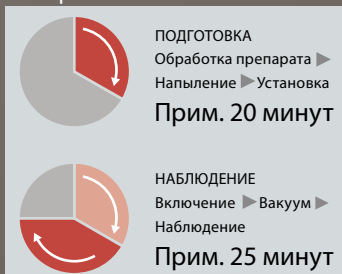 ПОДГОТОВКА
Обработка препарата ▶
Напыление ▶ Установка
Прим. 20 минут
НАБЛЮДЕНИЕ
Включение ▶ Вакуум ▶
Наблюдение
Прим. 25 минут